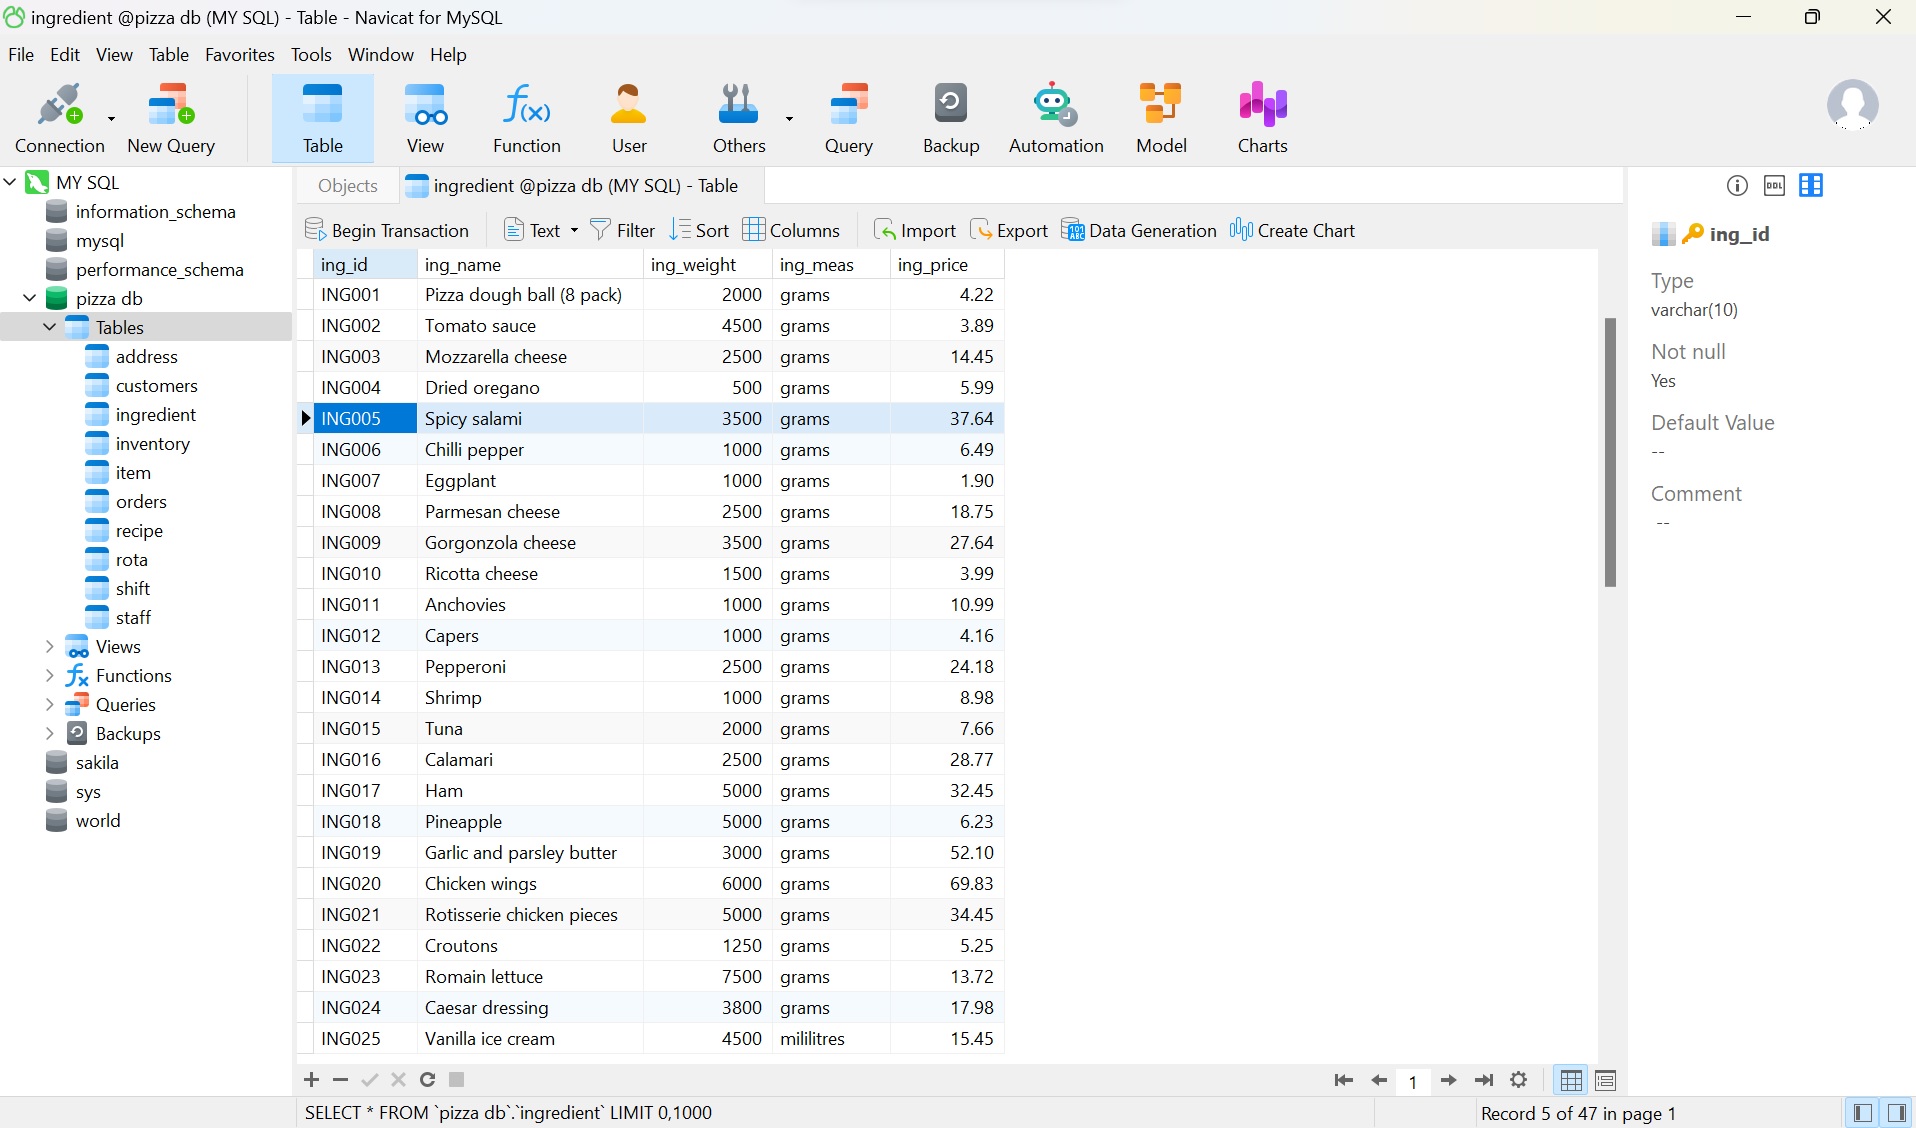 ingredient @pizza db (MY SQL) - Table - Navicat for MySQL
File Edit View Table Favorites Tools Window Help
Connection New Query Table View Function User Others Query Backup Automation Model Charts
MY SQL
information_schema
mysql
performance_schema
pizza db
Tables
address
customers
ingredient
inventory
item
orders
recipe
rota
shift
staff
Views
Functions
Queries
Backups
sakila
sys
world
Objects ingredient @pizza db (MY SQL) - Table
Begin Transaction Text Filter Sort Columns Import Export Data Generation Create Chart
ing_id ing_name ing_weight ing_meas ing_price
ING001 Pizza dough ball (8 pack) 2000 grams 4.22
ING002 Tomato sauce 4500 grams 3.89
ING003 Mozzarella cheese 2500 grams 14.45
ING004 Dried oregano 500 grams 5.99
ING005 Spicy salami 3500 grams 37.64
ING006 Chilli pepper 1000 grams 6.49
ING007 Eggplant 1000 grams 1.90
ING008 Parmesan cheese 2500 grams 18.75
ING009 Gorgonzola cheese 3500 grams 27.64
ING010 Ricotta cheese 1500 grams 3.99
ING011 Anchovies 1000 grams 10.99
ING012 Capers 1000 grams 4.16
ING013 Pepperoni 2500 grams 24.18
ING014 Shrimp 1000 grams 8.98
ING015 Tuna 2000 grams 7.66
ING016 Calamari 2500 grams 28.77
ING017 Ham 5000 grams 32.45
ING018 Pineapple 5000 grams 6.23
ING019 Garlic and parsley butter 3000 grams 52.10
ING020 Chicken wings 6000 grams 69.83
ING021 Rotisserie chicken pieces 5000 grams 34.45
ING022 Croutons 1250 grams 5.25
ING023 Romain lettuce 7500 grams 13.72
ING024 Caesar dressing 3800 grams 17.98
ING025 Vanilla ice cream 4500 mililitres 15.45
1
SELECT * FROM `pizza db`.`ingredient` LIMIT 0,1000
Record 5 of 47 in page 1
DDL
ing_id
Type
varchar(10)
Not null
Yes
Default Value
--
Comment
--